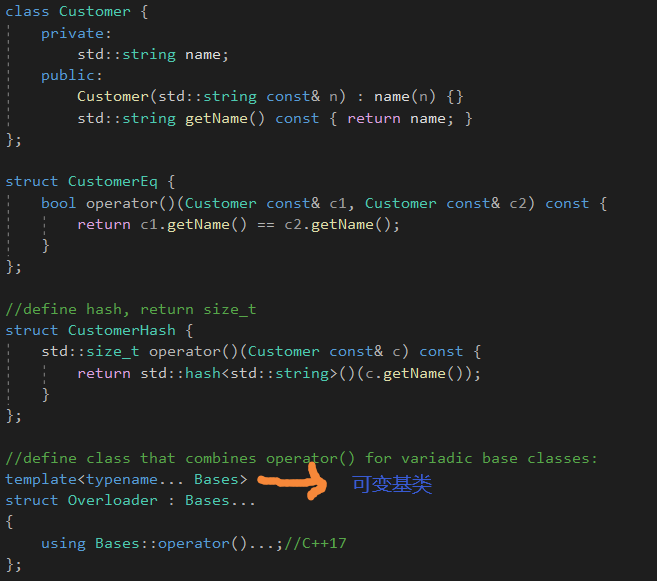 class Customer {
    private:
        std::string name;
    public:
        Customer(std::string const& n) : name(n) {}
        std::string getName() const { return name; }
};
struct CustomerEq {
    bool operator()(Customer const& c1, Customer const& c2) const {
        return c1.getName() == c2.getName();
    }
};
//define hash, return size_t
struct CustomerHash {
    std::size_t operator()(Customer const& c) const {
        return std::hash<std::string>()(c.getName());
    }
};
//define class that combines operator() for variadic base classes:
template<typename... Bases> 可变基类
struct Overloader : Bases...
{
    using Bases::operator()...;//C++17
};